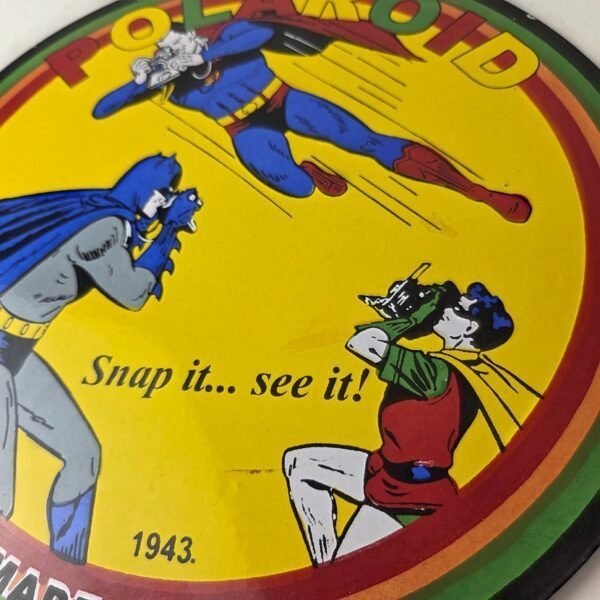 POLAROID
Snap it... see it!
1943.